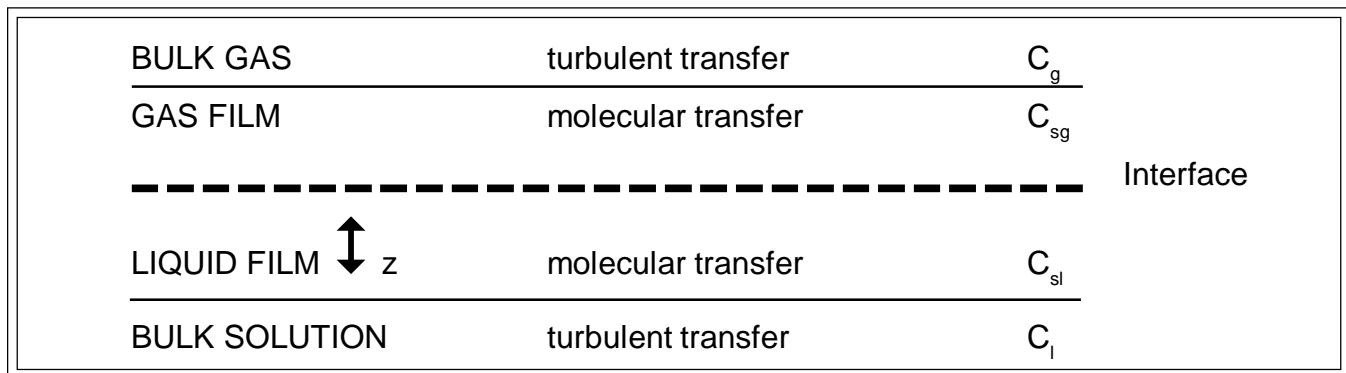 BULK GAS turbulent transfer C_g
GAS FILM molecular transfer C_sg
Interface
LIQUID FILM z molecular transfer C_sl
BULK SOLUTION turbulent transfer C_l